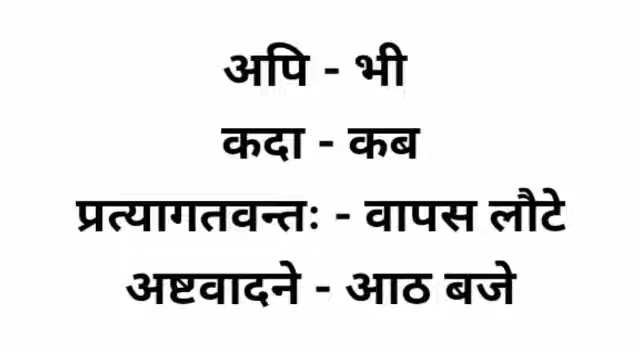 अपि - भी
कदा - कब
प्रत्यागतवन्तः - वापस लौटे
अष्टवादने - आठ बजे